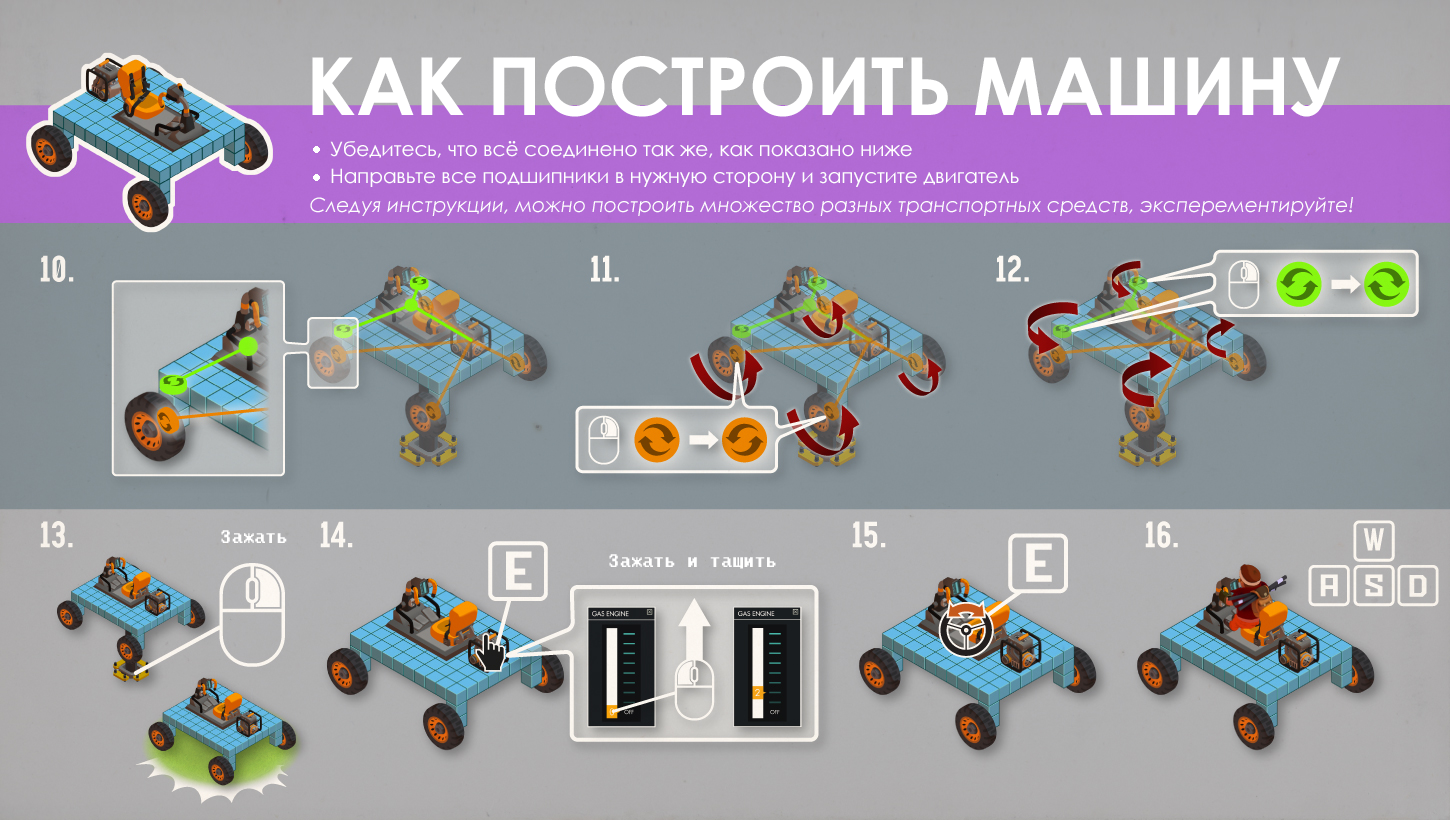 КАК ПОСТРОИТЬ МАШИНУ
• Убедитесь, что всё соединено так же, как показано ниже
• Направьте все подшипники в нужную сторону и запустите двигатель
Следуя инструкции, можно построить множество разных транспортных средств, эксперементируйте!
10.
11.
12.
13.
Зажать
14.
E
Зажать и тащить
GAS ENGINE
OFF
GAS ENGINE
2
OFF
15.
E
16.
W
A S D